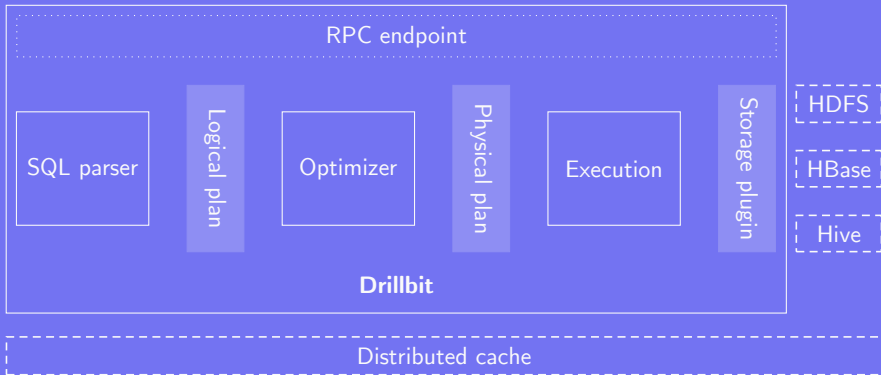 RPC endpoint
SQL parser
Logical plan
Optimizer
Physical plan
Execution
Storage plugin
HDFS
HBase
Hive
Drillbit
Distributed cache